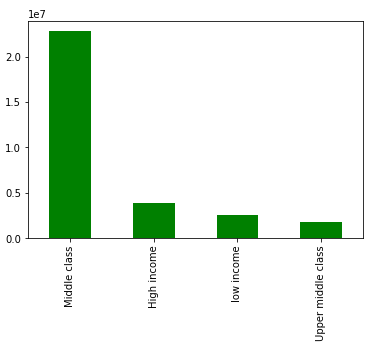 1e7
2.0
1.5
1.0
0.5
0.0
Middle class
High income
low income
Upper middle class